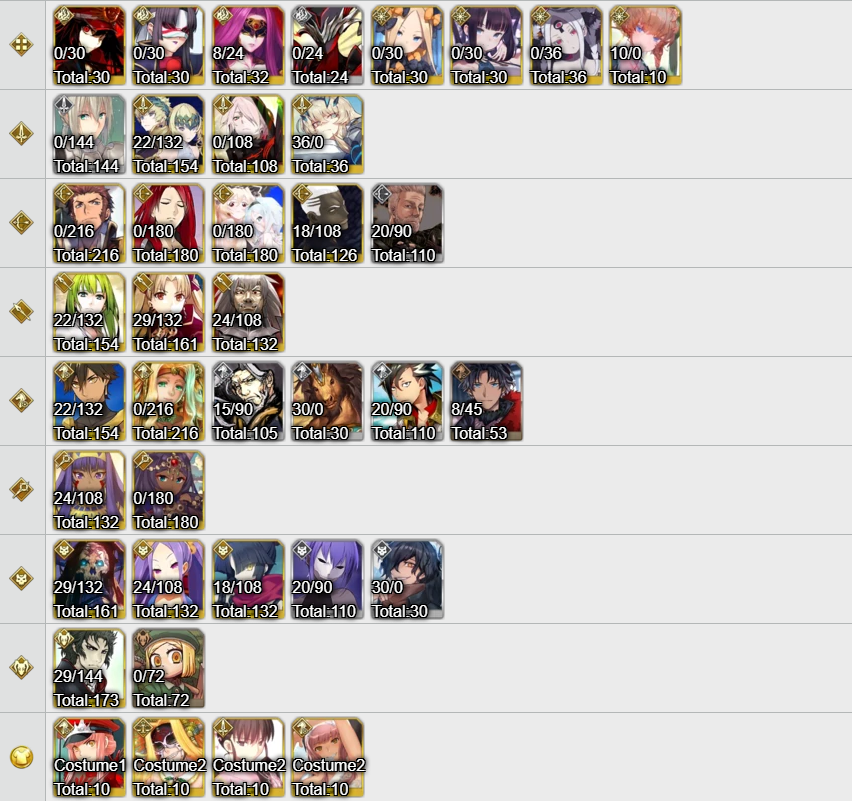 0/30 0/30 8/24 0/24 0/30 0/30 0/36 10/0
Total:30 Total:30 Total:32 Total:24 Total:30 Total:30 Total:36 Total:10
0/144 22/132 0/108 36/0
Total:144 Total:154 Total:108 Total:36
0/216 0/180 0/180 18/108 20/90
Total:216 Total:180 Total:180 Total:126 Total:110
22/132 29/132 24/108
Total:154 Total:161 Total:132
22/132 0/216 15/90 30/0 20/90 8/45
Total:154 Total:216 Total:105 Total:30 Total:110 Total:53
24/108 0/180
Total:132 Total:180
29/132 24/108 18/108 20/90 30/0
Total:161 Total:132 Total:132 Total:110 Total:30
29/144 0/72
Total:173 Total:72
Costume1 Costume2 Costume2 Costume2
Total:10 Total:10 Total:10 Total:10